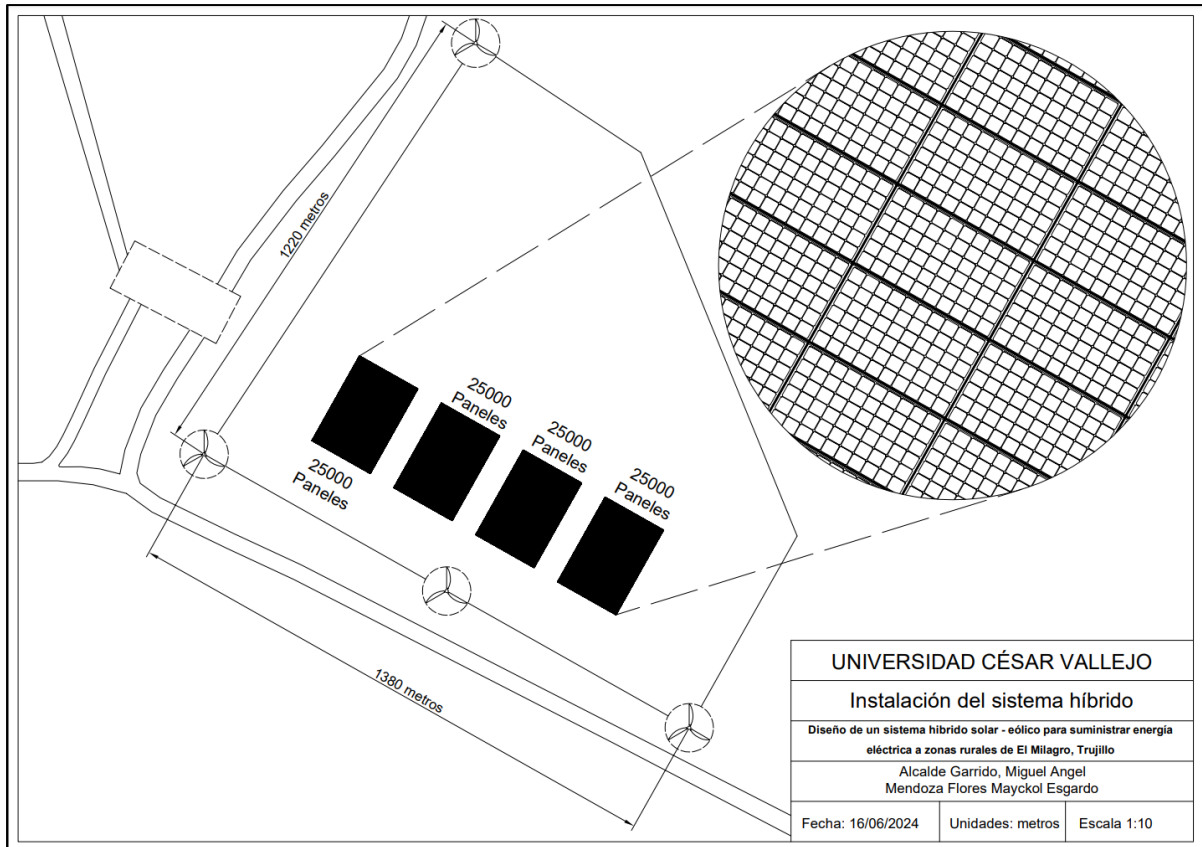 1220 metros
25000
Paneles
25000
Paneles
25000
Paneles
25000
Paneles
1380 metros
UNIVERSIDAD CÉSAR VALLEJO
Instalación del sistema híbrido
Diseño de un sistema hibrido solar - eólico para suministrar energía
eléctrica a zonas rurales de El Milagro, Trujillo
Alcalde Garrido, Miguel Angel
Mendoza Flores Mayckol Esgardo
Fecha: 16/06/2024
Unidades: metros
Escala 1:10